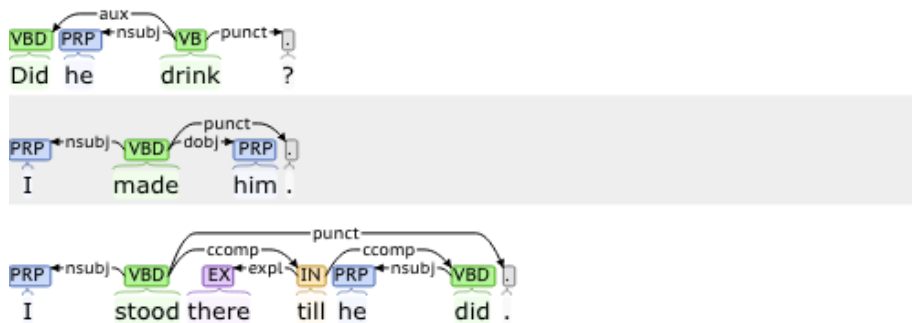 aux
VBD PRP nsubj VB punct .
Did he drink ?
punct
PRP nsubj VBD dobj PRP .
I made him .
punct
ccomp ccomp
PRP nsubj VBD EX expl IN PRP nsubj VBD .
I stood there till he did .